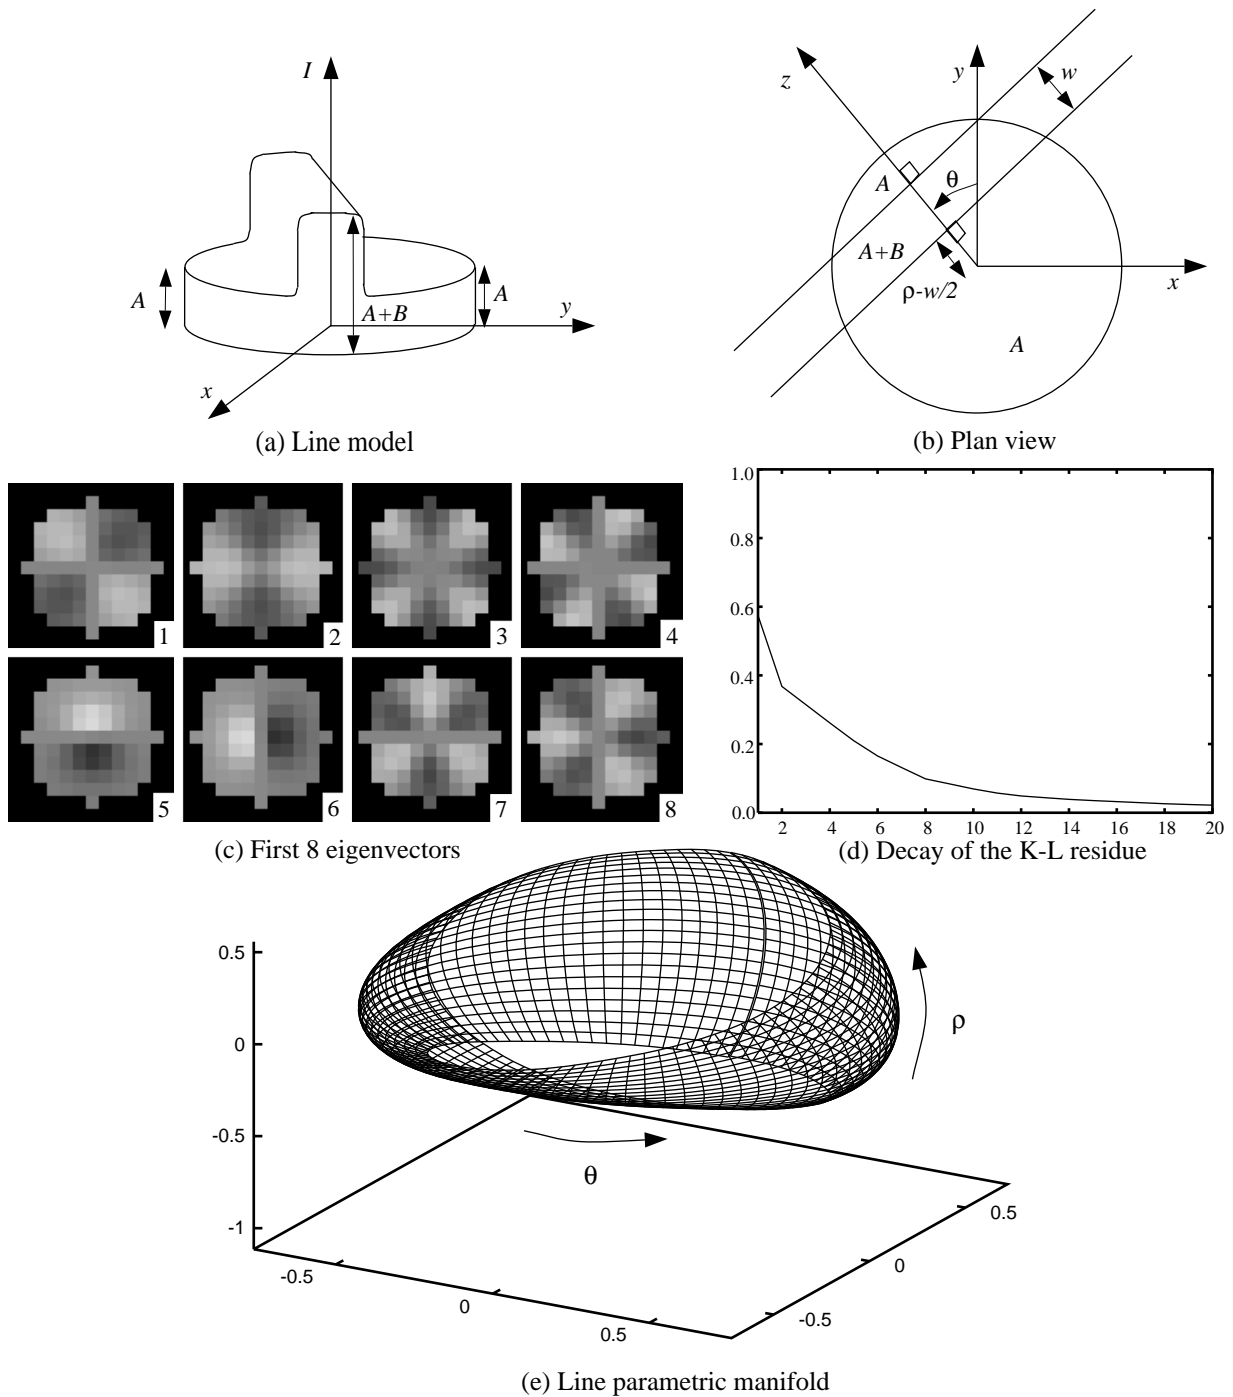 I
A
A
A+B
y
x
(a) Line model
z
y
w
A
θ
A+B
ρ-w/2
x
A
(b) Plan view
1
2
3
4
5
6
7
8
(c) First 8 eigenvectors
1.0
0.8
0.6
0.4
0.2
0.0
2 4 6 8 10 12 14 16 18 20
(d) Decay of the K-L residue
0.5
0
-0.5
-1
ρ
θ
-0.5
0
0.5
-0.5
0
0.5
(e) Line parametric manifold